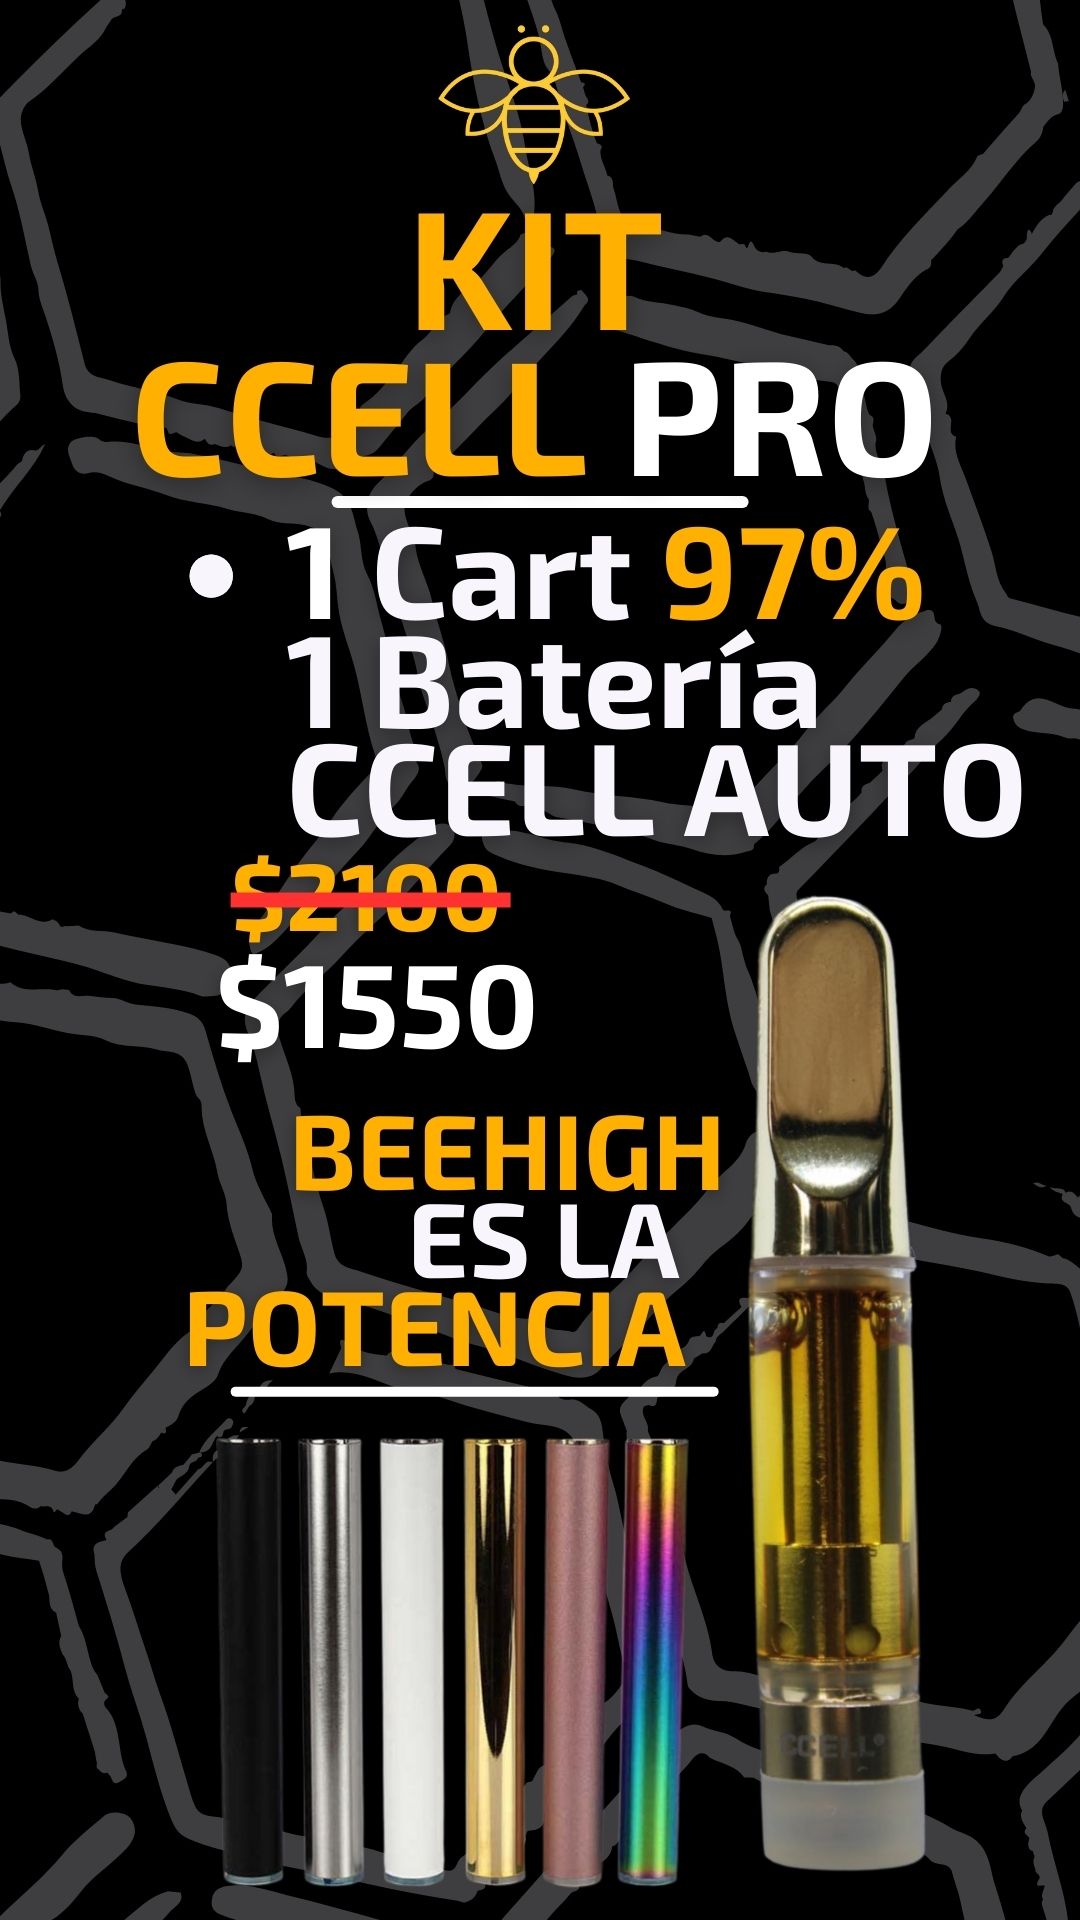 KIT
CCELL PRO
• 1 Cart 97%
1 Batería
CCELL AUTO
$2100
$1550
BEEHIGH
ES LA
POTENCIA
CCELL®